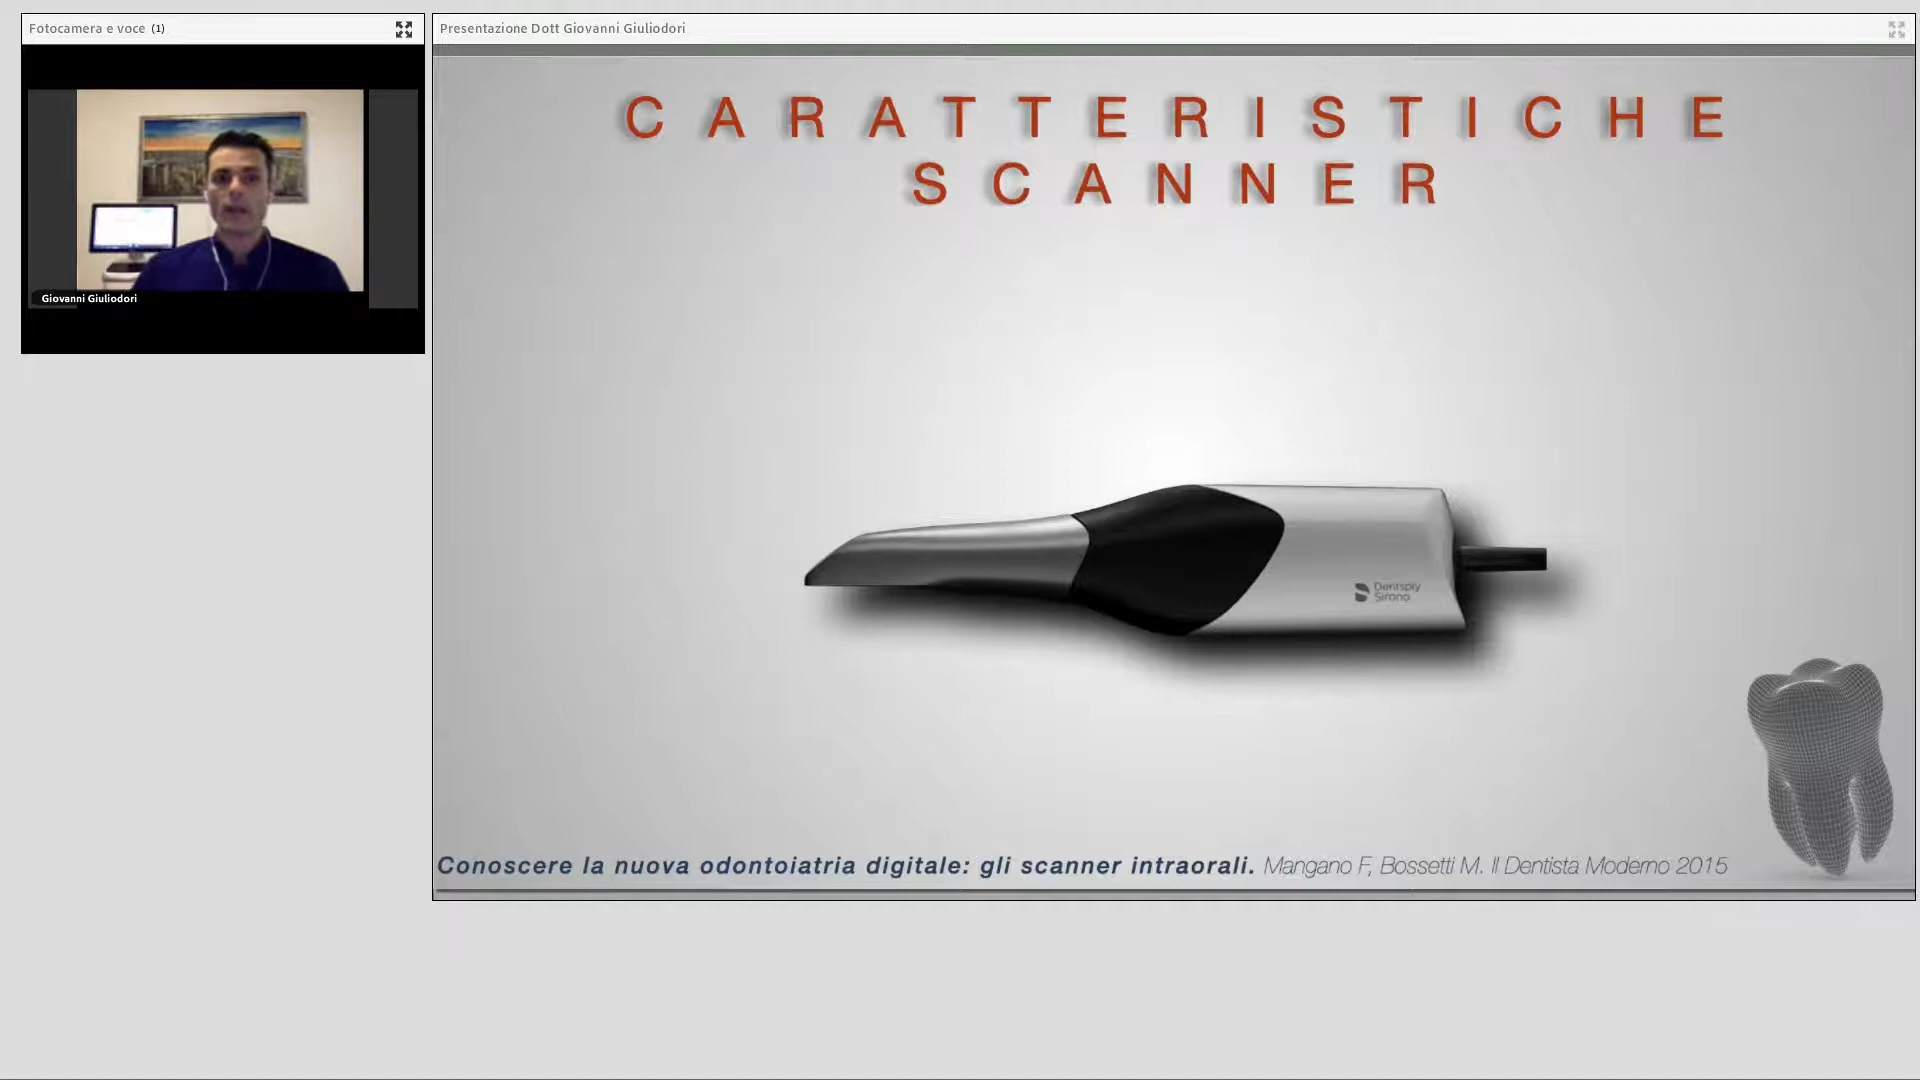 Fotocamera e voce (1)
Giovanni Giuliodori
Presentazione Dott Giovanni Giuliodori
CARATTERISTICHE
SCANNER
Dentsply
Sirona
Conoscere la nuova odontoiatria digitale: gli scanner intraorali. Mangano F, Bossetti M. Il Dentista Moderno 2015